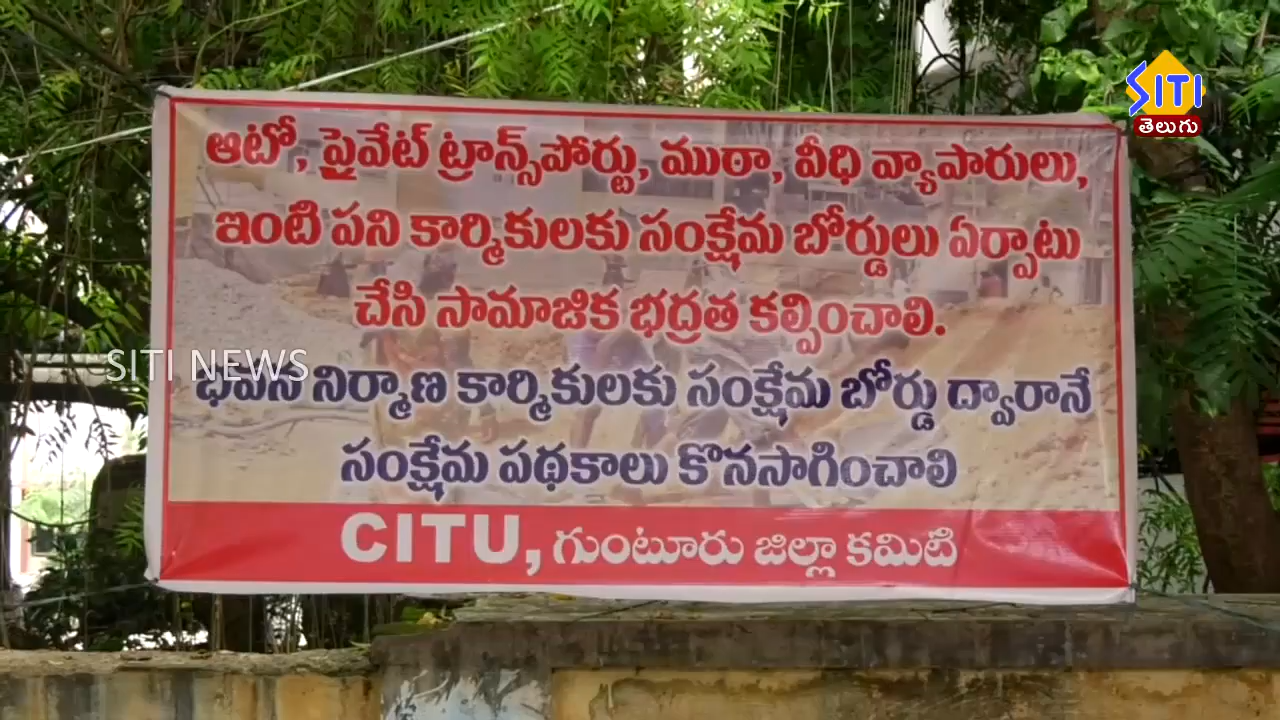 SITI
తెలుగు
ఆటో, ప్రైవేట్ ట్రాన్స్‌పోర్టు, ముఠా, వీధి వ్యాపారులు,
ఇంటి పని కార్మికులకు సంక్షేమ బోర్డులు ఏర్పాటు
చేసి సామాజిక భద్రత కల్పించాలి.
SITI NEWS
భవన నిర్మాణ కార్మికులకు సంక్షేమ బోర్డు ద్వారానే
సంక్షేమ పథకాలు కొనసాగించాలి
CITU, గుంటూరు జిల్లా కమిటి